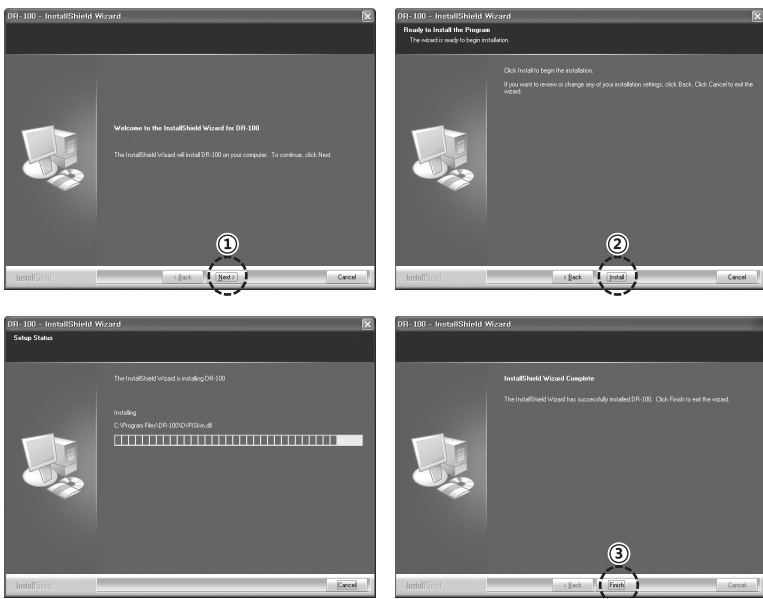 DR-100 - InstallShield Wizard
Welcome to the InstallShield Wizard for DR-100
The InstallShield Wizard will install DR-100 on your computer. To continue, click Next
①
InstallShield
< Back
Next >
Cancel
DR-100 - InstallShield Wizard
Ready to Install the Program
The wizard is ready to begin installation.
Click Install to begin the installation.
If you want to review or change any of your installation settings, click Back. Click Cancel to exit the
wizard.
②
InstallShield
< Back
Install
Cancel
DR-100 - InstallShield Wizard
Setup Status
The InstallShield Wizard is installing DR-100
Installing
C:\Program Files\DR-100\DVRSkin.dll
InstallShield
Cancel
DR-100 - InstallShield Wizard
InstallShield Wizard Complete
The InstallShield Wizard has successfully installed DR-100. Click Finish to exit the wizard.
③
InstallShield
< Back
Finish
Cancel